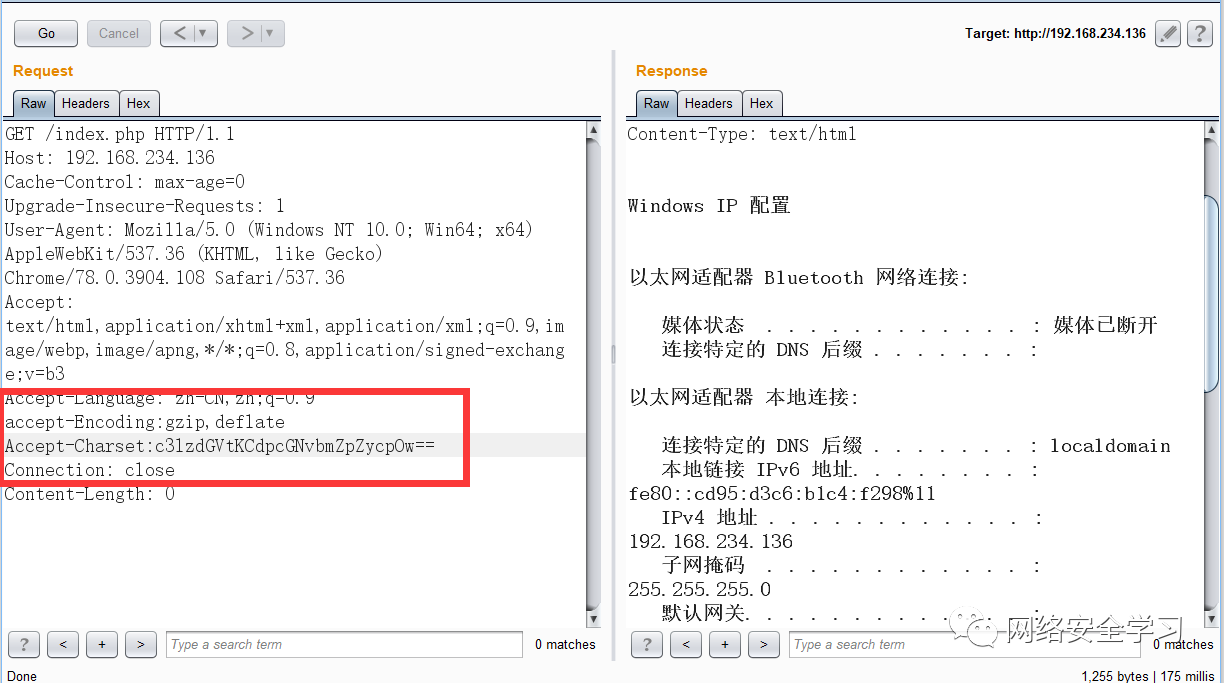 Go
Cancel
< ▼
> ▼
Target: http://192.168.234.136
?
Request
Raw
Headers
Hex
GET /index.php HTTP/1.1
Host: 192.168.234.136
Cache-Control: max-age=0
Upgrade-Insecure-Requests: 1
User-Agent: Mozilla/5.0 (Windows NT 10.0; Win64; x64)
AppleWebKit/537.36 (KHTML, like Gecko)
Chrome/78.0.3904.108 Safari/537.36
Accept:
text/html,application/xhtml+xml,application/xml;q=0.9,im
age/webp,image/apng,*/*;q=0.8,application/signed-exchang
e;v=b3
Accept-Language: zh-CN,zh;q=0.9
accept-Encoding:gzip,deflate
Accept-Charset:c3lzdGVtKCdpcGNvbmZpZycpOw==
Connection: close
Content-Length: 0
?
<
+
>
Type a search term
0 matches
Response
Raw
Headers
Hex
Content-Type: text/html
Windows IP 配置
以太网适配器 Bluetooth 网络连接:
媒体状态 . . . . . . . . . . . . : 媒体已断开
连接特定的 DNS 后缀 . . . . . . . :
以太网适配器 本地连接:
连接特定的 DNS 后缀 . . . . . . . : localdomain
本地链接 IPv6 地址. . . . . . . . :
fe80::cd95:d3c6:b1c4:f298%11
IPv4 地址 . . . . . . . . . . . . :
192.168.234.136
子网掩码 . . . . . . . . . . . . :
255.255.255.0
默认网关. . . . . . . . . . . . . :
网络安全学习
?
<
+
>
Type a search term
0 matches
Done
1,255 bytes | 175 millis